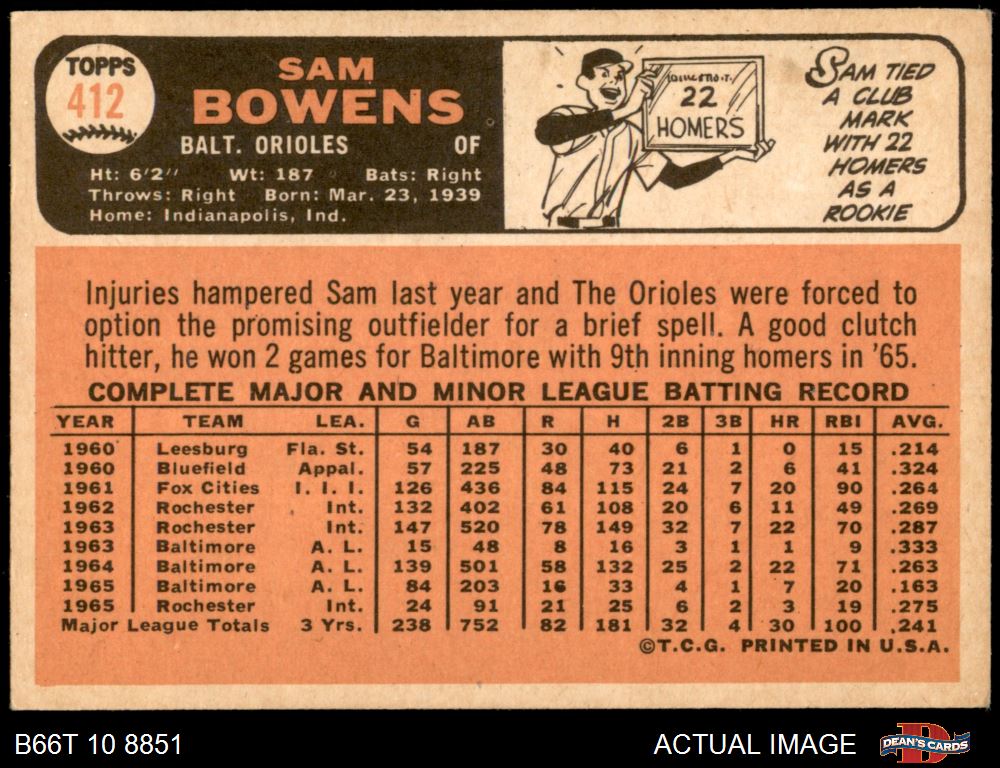 TOPPS
412
SAM
BOWENS
BALT. ORIOLES OF
Ht: 6'2" Wt: 187 Bats: Right
Throws: Right Born: Mar. 23, 1939
Home: Indianapolis, Ind.
22
HOMERS
SAM TIED
A CLUB
MARK
WITH 22
HOMERS
AS A
ROOKIE
Injuries hampered Sam last year and The Orioles were forced to
option the promising outfielder for a brief spell. A good clutch
hitter, he won 2 games for Baltimore with 9th inning homers in '65.
COMPLETE MAJOR AND MINOR LEAGUE BATTING RECORD
YEAR TEAM LEA. G AB R H 2B 3B HR RBI AVG.
1960 Leesburg Fla. St. 54 187 30 40 6 1 0 15 .214
1960 Bluefield Appal. 57 225 48 73 21 2 6 41 .324
1961 Fox Cities I. I. I. 126 436 84 115 24 7 20 90 .264
1962 Rochester Int. 132 402 61 108 20 6 11 49 .269
1963 Rochester Int. 147 520 78 149 32 7 22 70 .287
1963 Baltimore A. L. 15 48 8 16 3 1 1 9 .333
1964 Baltimore A. L. 139 501 58 132 25 2 22 71 .263
1965 Baltimore A. L. 84 203 16 33 4 1 7 20 .163
1965 Rochester Int. 24 91 21 25 6 2 3 19 .275
Major League Totals 3 Yrs. 238 752 82 181 32 4 30 100 .241
©T.C.G. PRINTED IN U.S.A.
B66T 10 8851 ACTUAL IMAGE DEAN'S CARDS